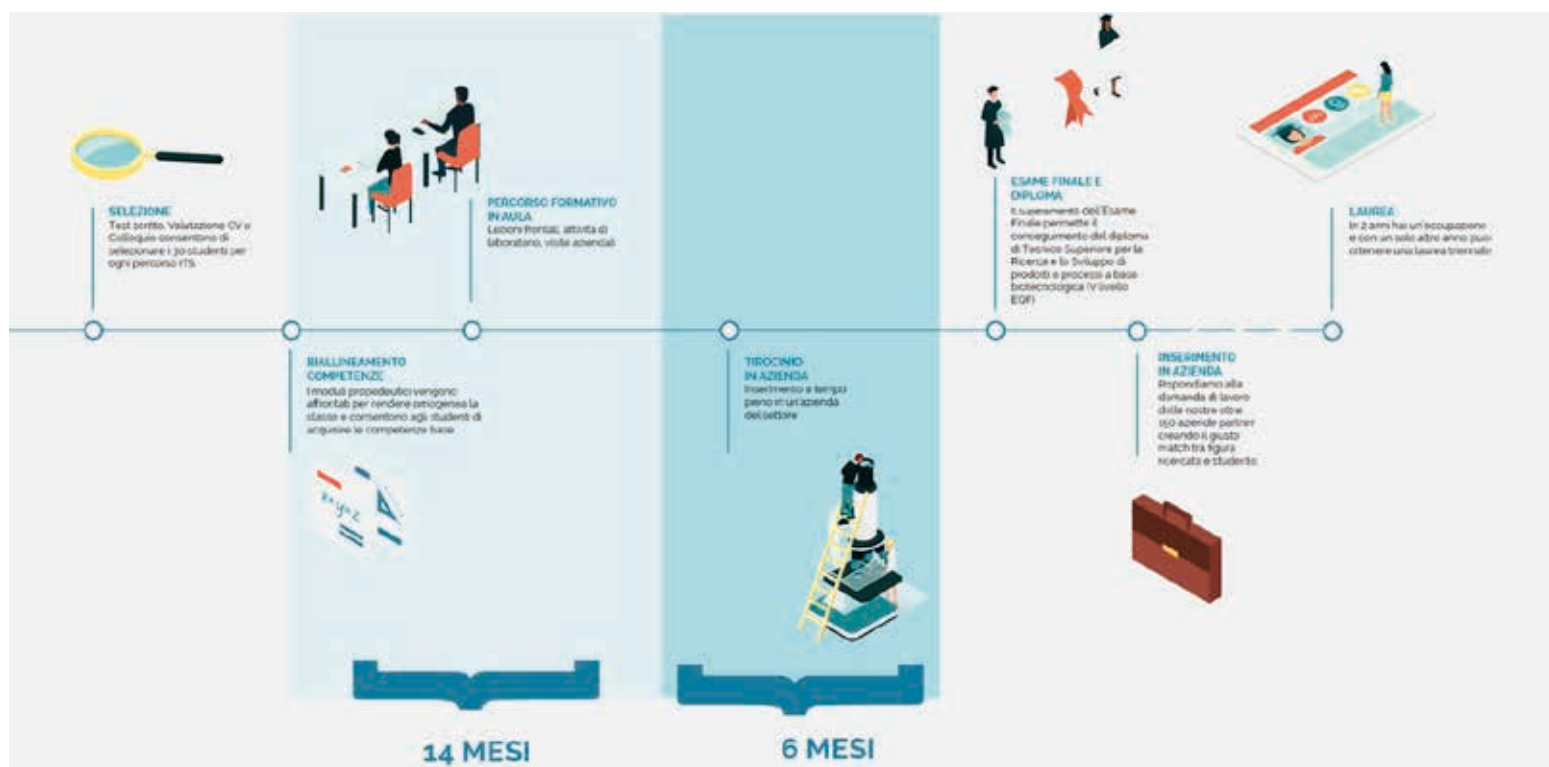 SELEZIONE
Test scritto, Valutazione CV e
Colloquio consentono di
selezionare i 30 studenti per
ogni percorso ITS.
RIALLINEAMENTO
COMPETENZE
I moduli propedeutici vengono
affrontati per rendere omogenea la
classe e consentono agli studenti di
acquisire le competenze base
PERCORSO FORMATIVO
IN AULA
Lezioni frontali, attività di
laboratorio, visite aziendali
TIROCINIO
IN AZIENDA
Inserimento a tempo
pieno in un'azienda
del settore
ESAME FINALE E
DIPLOMA
Il superamento dell'Esame
Finale permette il
conseguimento del diploma
di Tecnico Superiore per la
Ricerca e lo Sviluppo di
prodotti e processi a base
biotecnologica (V livello
EQF)
INSERIMENTO
IN AZIENDA
Rispondiamo alla
domanda di lavoro
delle nostre oltre
150 aziende partner
creando il giusto
match tra figura
ricercata e studente
LAUREA
In 2 anni hai un'occupazione
e con un solo altro anno puoi
ottenere una laurea triennale
x+y=z
14 MESI
6 MESI